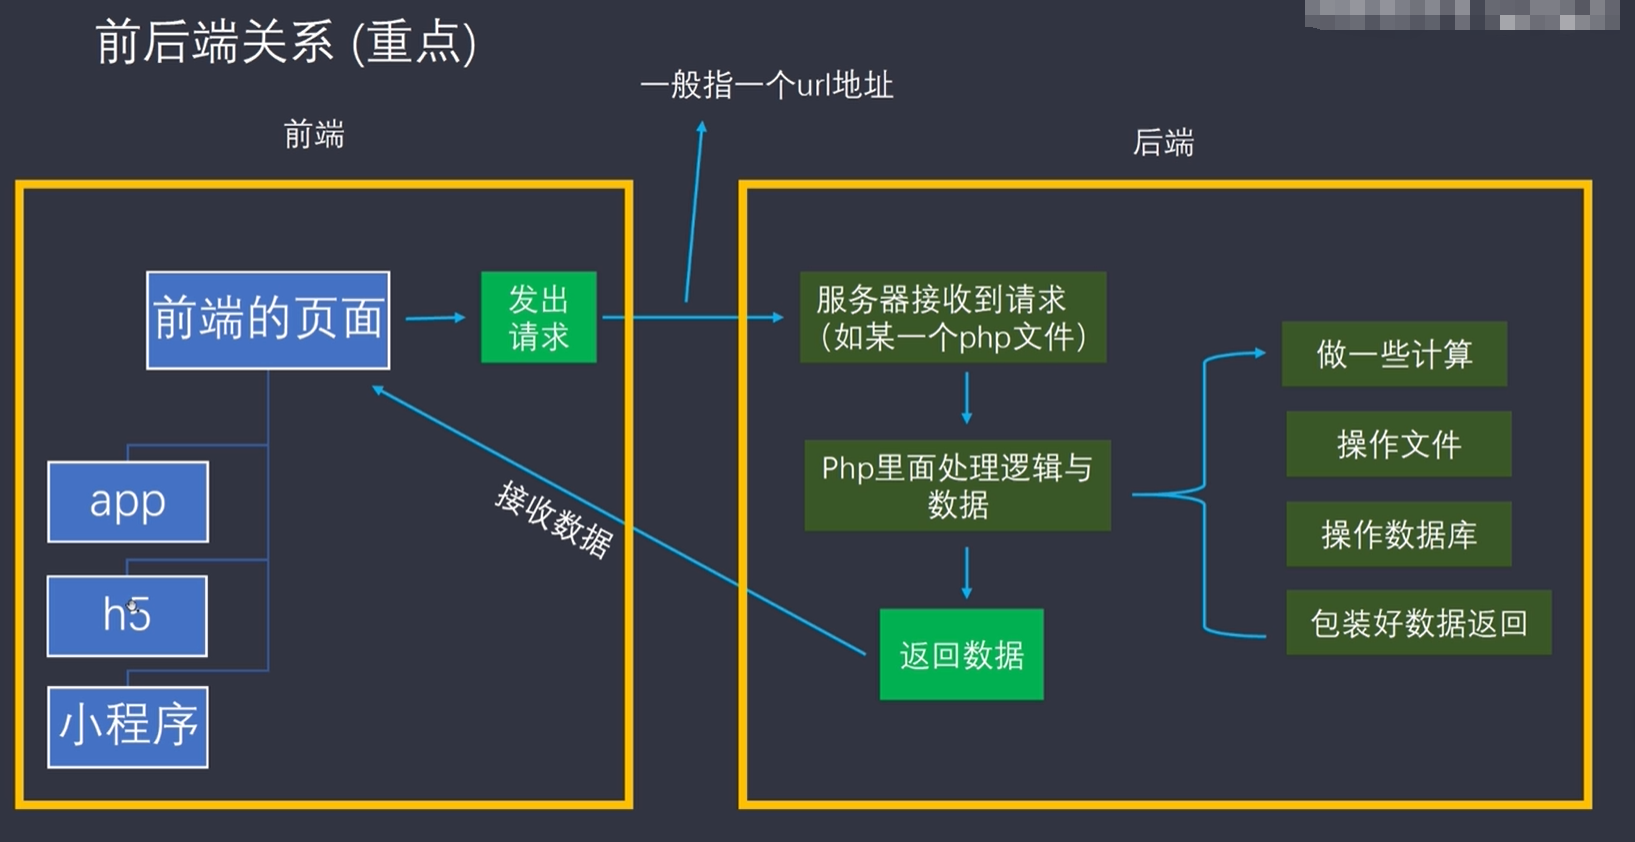 前后端关系 (重点)
一般指一个url地址
前端
后端
前端的页面
发出
请求
服务器接收到请求
（如某一个php文件）
做一些计算
操作文件
Php里面处理逻辑与
数据
app
接收数据
操作数据库
h5
包装好数据返回
返回数据
小程序